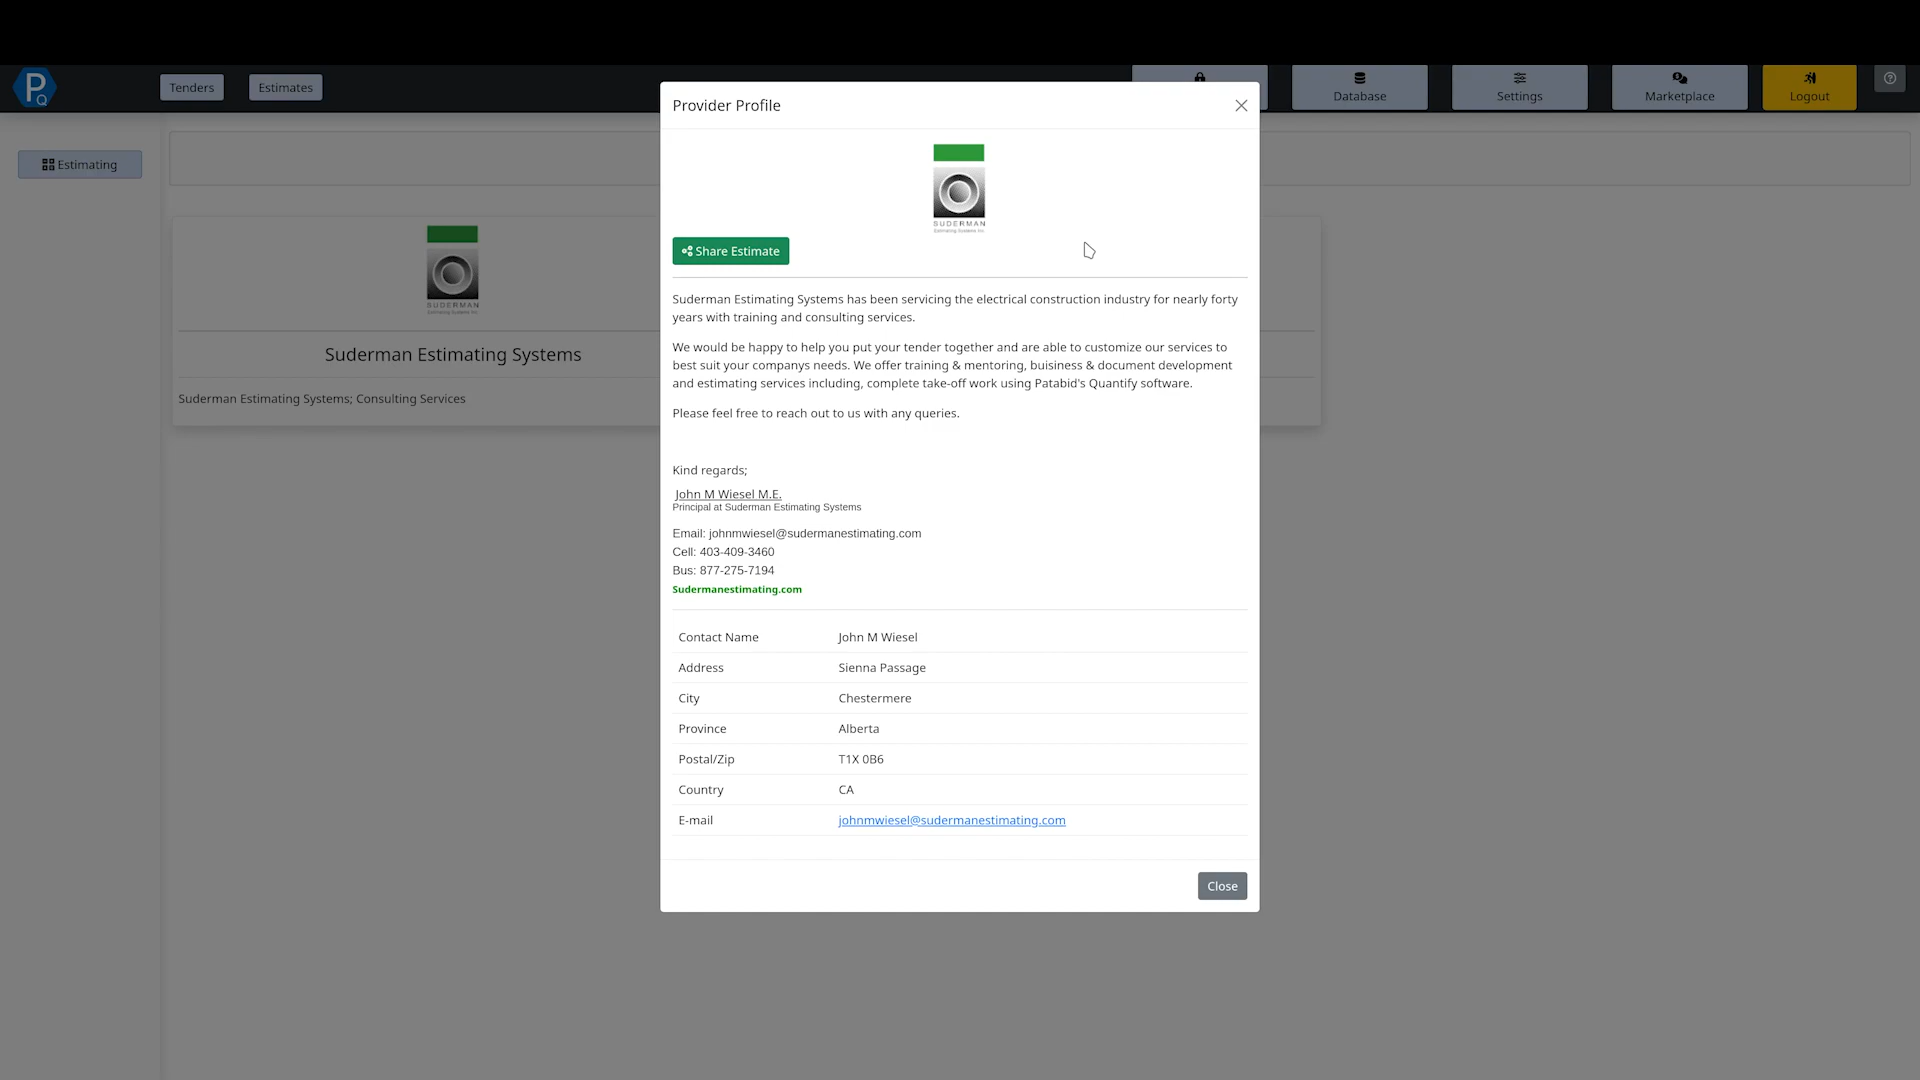 P
Q
Tenders
Estimates
Database
Settings
Marketplace
Logout
Estimating
SUDERMAN
Estimating Systems Inc
Suderman Estimating Systems
Suderman Estimating Systems; Consulting Services
Provider Profile
SUDERMAN
Estimating Systems Inc
Share Estimate
Suderman Estimating Systems has been servicing the electrical construction industry for nearly forty
years with training and consulting services.
We would be happy to help you put your tender together and are able to customize our services to
best suit your companys needs. We offer training & mentoring, buisiness & document development
and estimating services including, complete take-off work using Patabid's Quantify software.
Please feel free to reach out to us with any queries.
Kind regards;
John M Wiesel M.E.
Principal at Suderman Estimating Systems
Email: johnmwiesel@sudermanestimating.com
Cell: 403-409-3460
Bus: 877-275-7194
Sudermanestimating.com
Contact Name John M Wiesel
Address Sienna Passage
City Chestermere
Province Alberta
Postal/Zip T1X 0B6
Country CA
E-mail johnmwiesel@sudermanestimating.com
Close